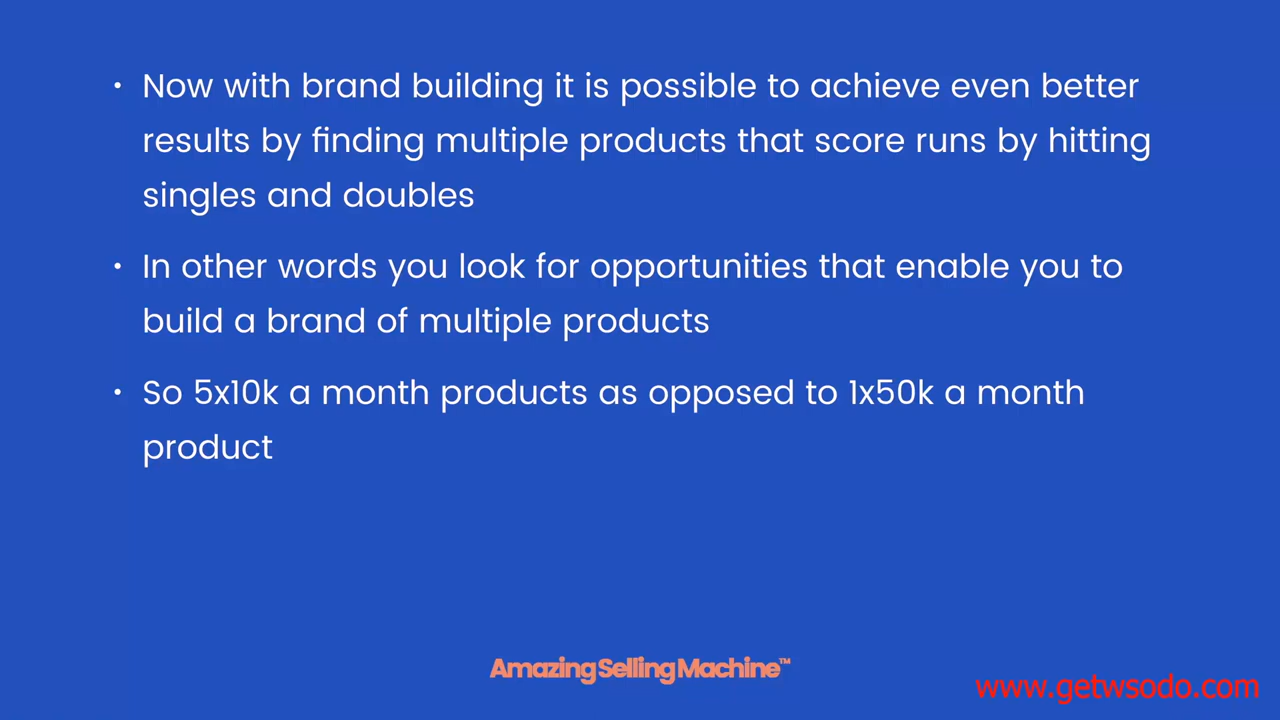 • Now with brand building it is possible to achieve even better
results by finding multiple products that score runs by hitting
singles and doubles
• In other words you look for opportunities that enable you to
build a brand of multiple products
• So 5x10k a month products as opposed to 1x50k a month
product
AmazingSellingMachine™
www.getwsodo.com